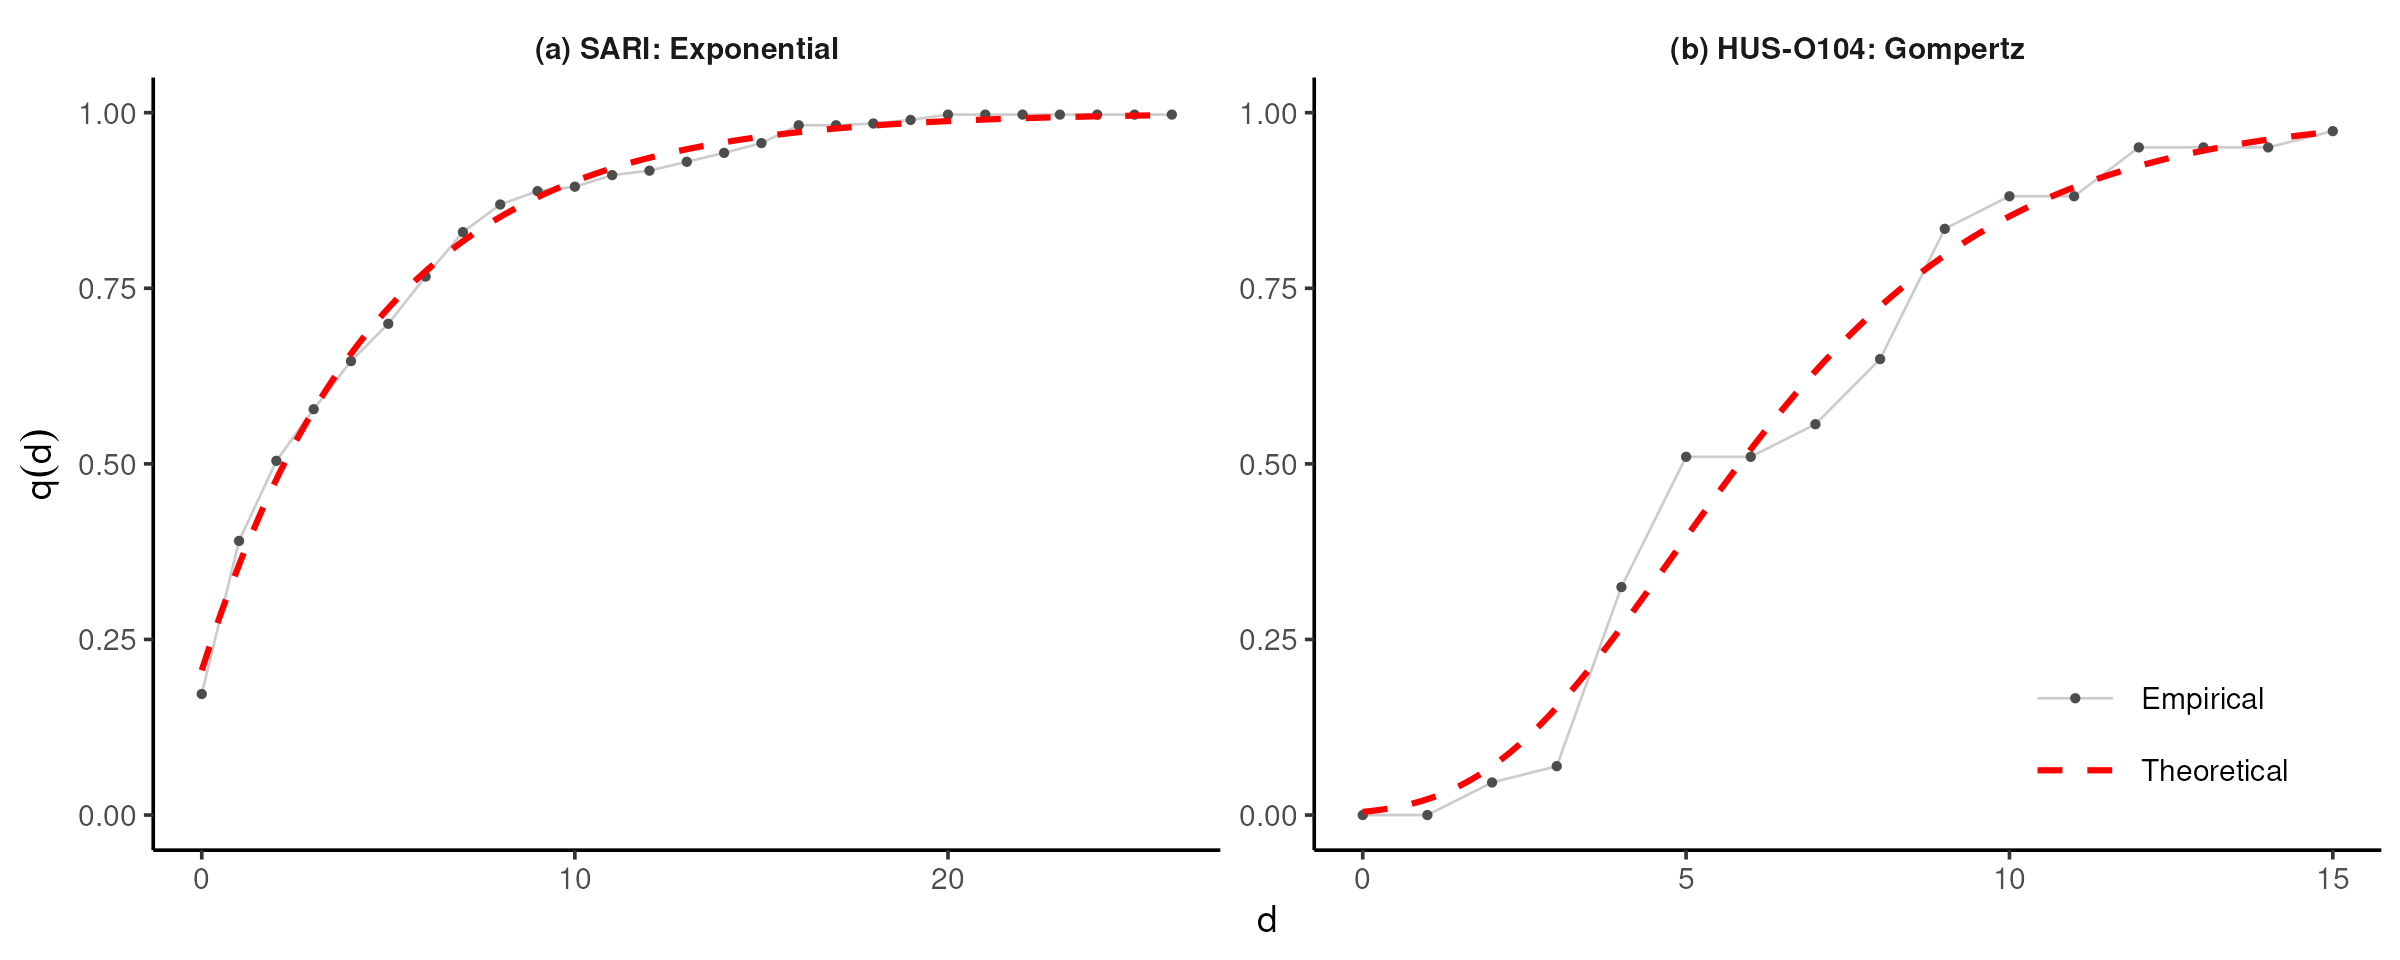 (a) SARI: Exponential
(b) HUS-O104: Gompertz
q(d)
1.00
0.75
0.50
0.25
0.00
0 10 20
1.00
0.75
0.50
0.25
0.00
0 5 10 15
Empirical
Theoretical
d